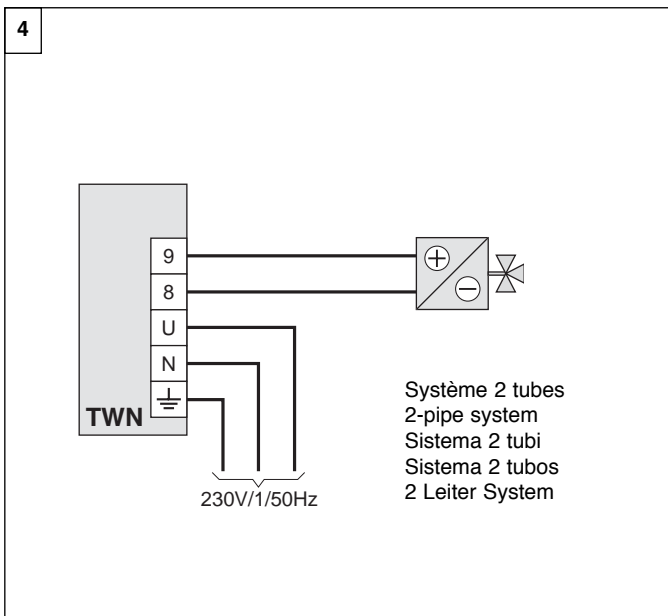 4
9
8
U
N
TWN
230V/1/50Hz
+
−
Système 2 tubes
2-pipe system
Sistema 2 tubi
Sistema 2 tubos
2 Leiter System